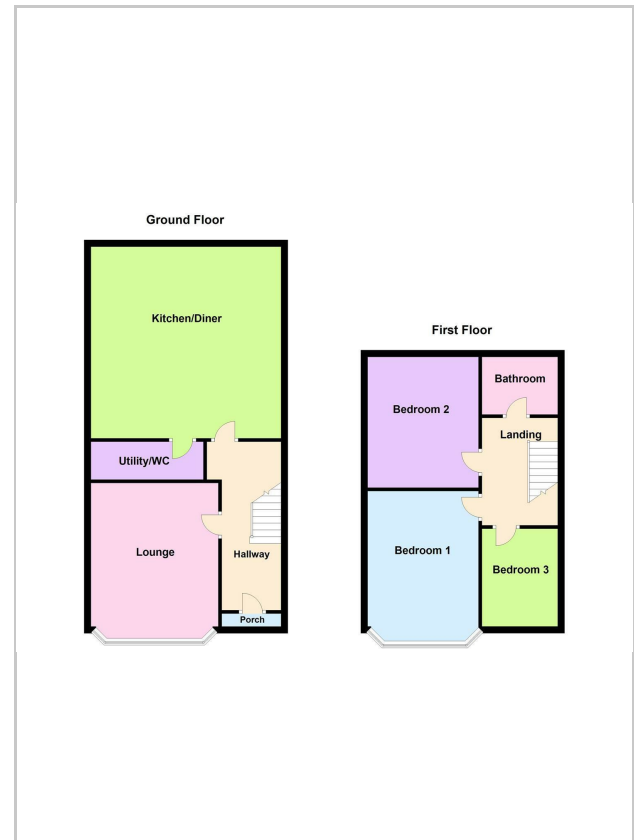 Ground Floor
Kitchen/Diner
Utility/WC
Lounge
Hallway
Porch
First Floor
Bathroom
Bedroom 2
Landing
Bedroom 1
Bedroom 3